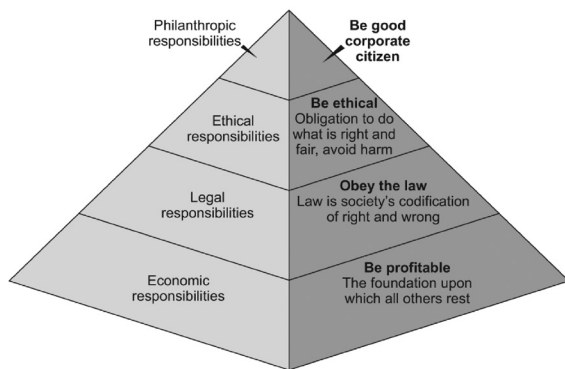 Philanthropic
responsibilities
Be good
corporate
citizen
Ethical
responsibilities
Be ethical
Obligation to do
what is right and
fair, avoid harm
Legal
responsibilities
Obey the law
Law is society's codification
of right and wrong
Economic
responsibilities
Be profitable
The foundation upon
which all others rest